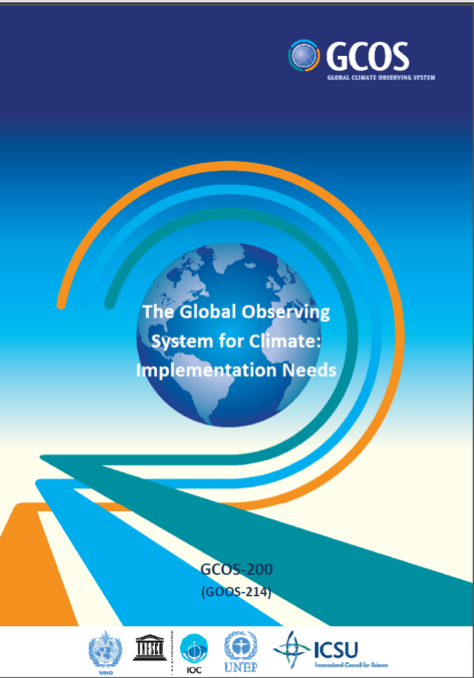 GCOS
GLOBAL CLIMATE OBSERVING SYSTEM
The Global Observing
System for Climate:
Implementation Needs
GCOS-200
(GOOS-214)
WMO
UNESCO
IOC
UNEP
ICSU
International Council for Science